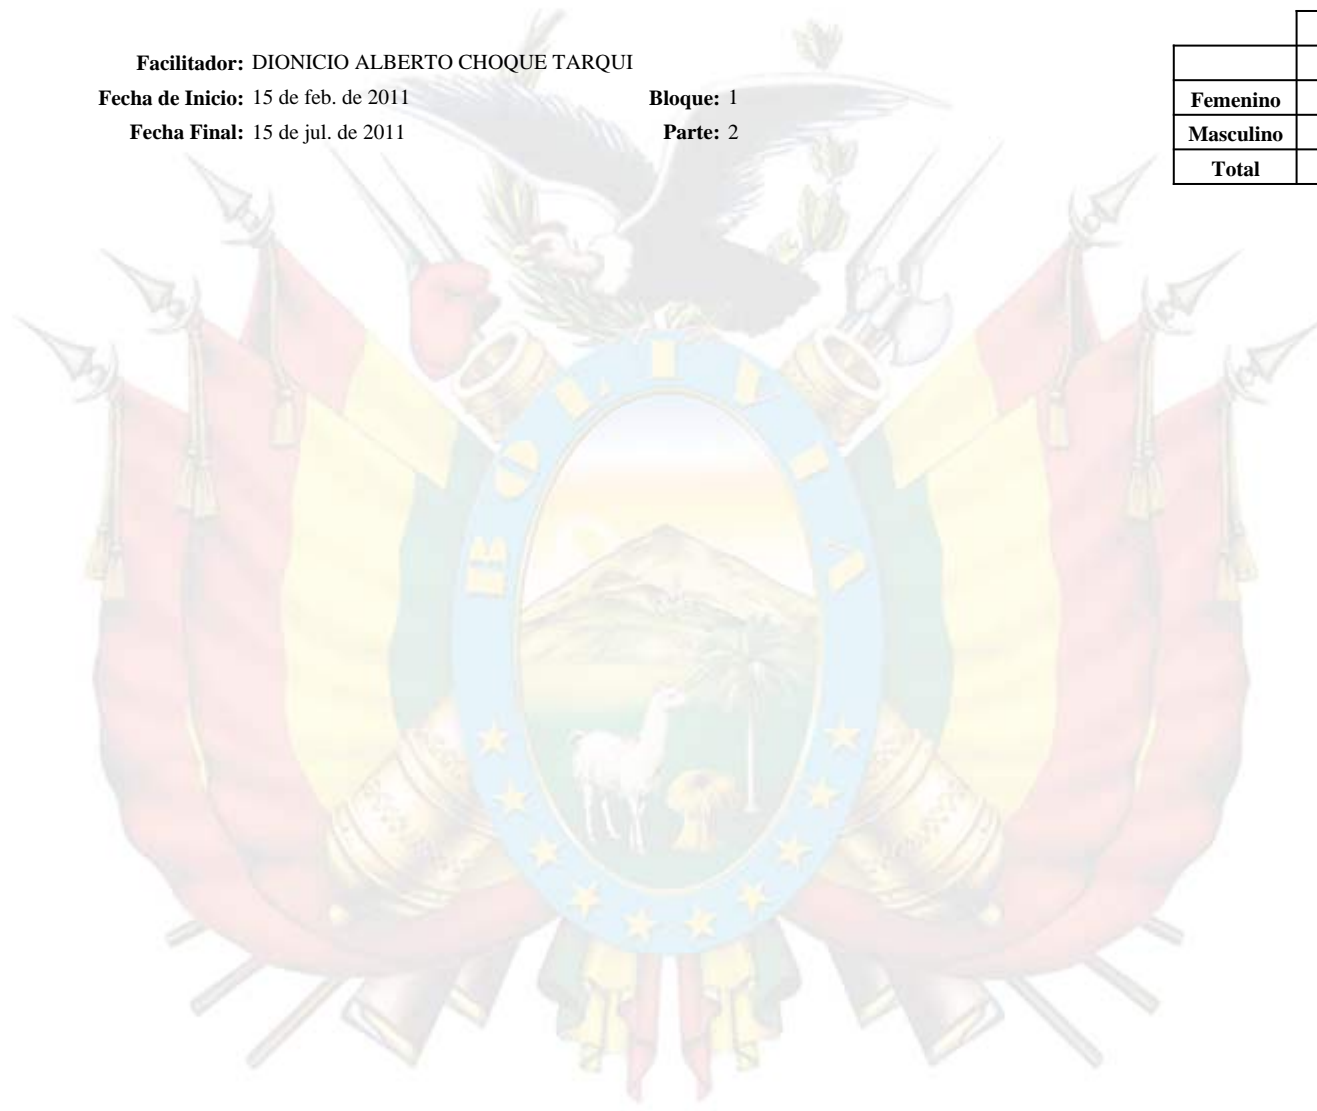 Facilitador: DIONICIO ALBERTO CHOQUE TARQUI
Fecha de Inicio: 15 de feb. de 2011 Bloque: 1
Fecha Final: 15 de jul. de 2011 Parte: 2
Femenino
Masculino
Total
BOLIVIA